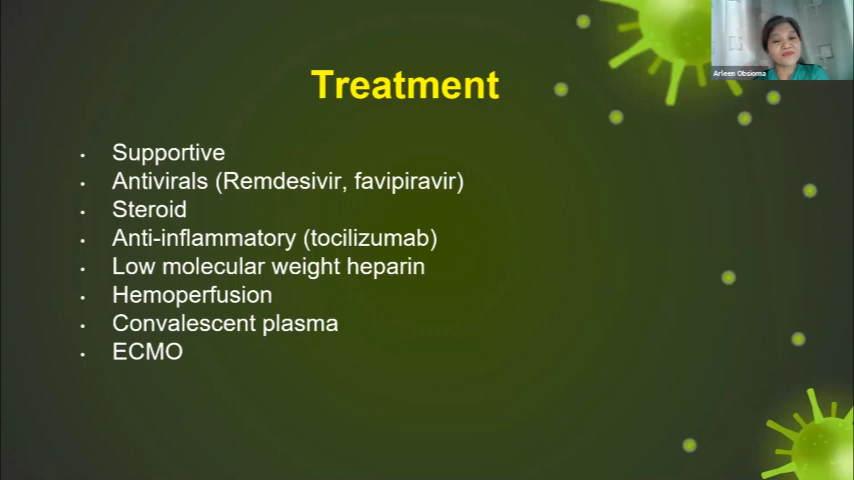 Arleen Obsioma
Treatment
• Supportive
• Antivirals (Remdesivir, favipiravir)
• Steroid
• Anti-inflammatory (tocilizumab)
• Low molecular weight heparin
• Hemoperfusion
• Convalescent plasma
• ECMO